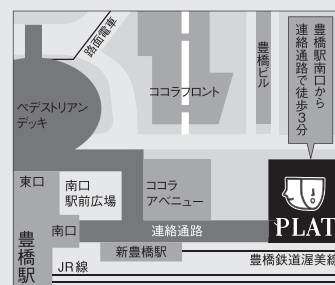 路面電車
豊橋駅南口から
連絡通路で徒歩3分
豊橋ビル
ココラフロント
ペデストリアン
デッキ
東口
南口
駅前広場
ココラ
アベニュー
PLAT
南口
連絡通路
豊橋駅
新豊橋駅
豊橋鉄道渥美線
JR線